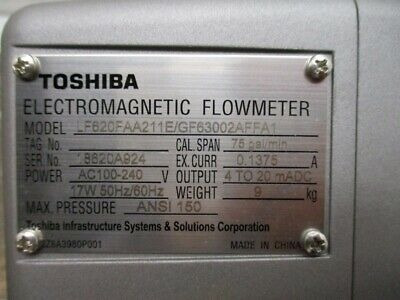 TOSHIBA
ELECTROMAGNETIC FLOWMETER
MODEL LF620FAA211E/GF63002AFFA1
TAG No. CAL. SPAN 75 gal/min
SER. No. 18620A924 EX. CURR 0.1375 A
POWER AC100-240 V OUTPUT 4 TO 20 mADC
17W 50Hz/60Hz WEIGHT 9 kg
MAX. PRESSURE ANSI 150
Toshiba Infrastructure Systems & Solutions Corporation
MADE IN CHINA